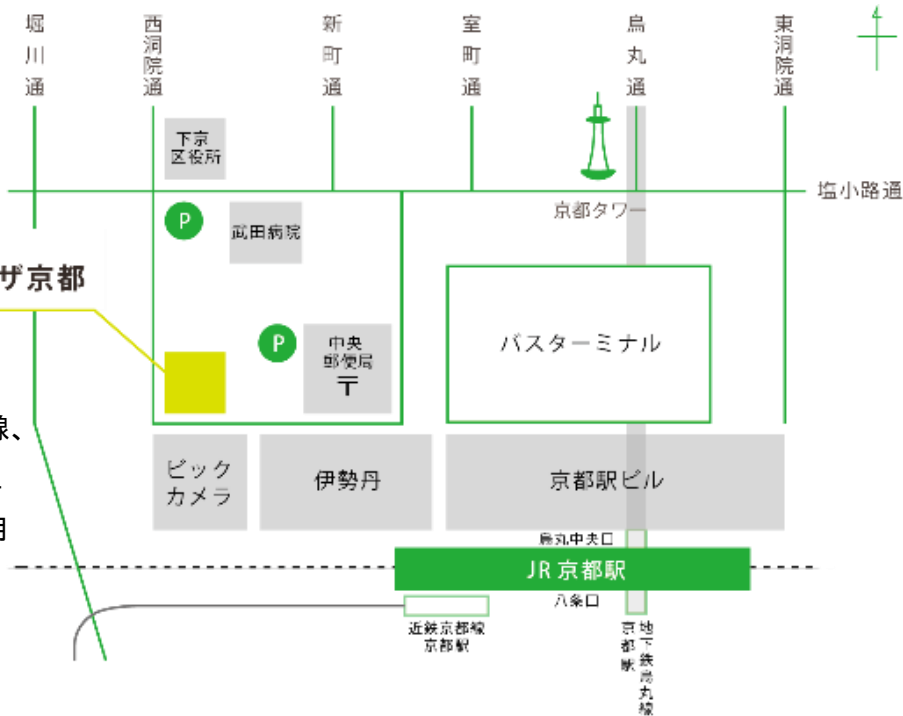 堀川通
西洞院通
新町通
室町通
烏丸通
東洞院通
下京
区役所
塩小路通
京都タワー
P
武田病院
ザ京都
P
中央
郵便局
〒
バスターミナル
線、
ビック
カメラ
伊勢丹
京都駅ビル
烏丸中央口
JR 京都駅
八条口
近鉄京都線
京都駅
地下鉄烏丸線
京都駅